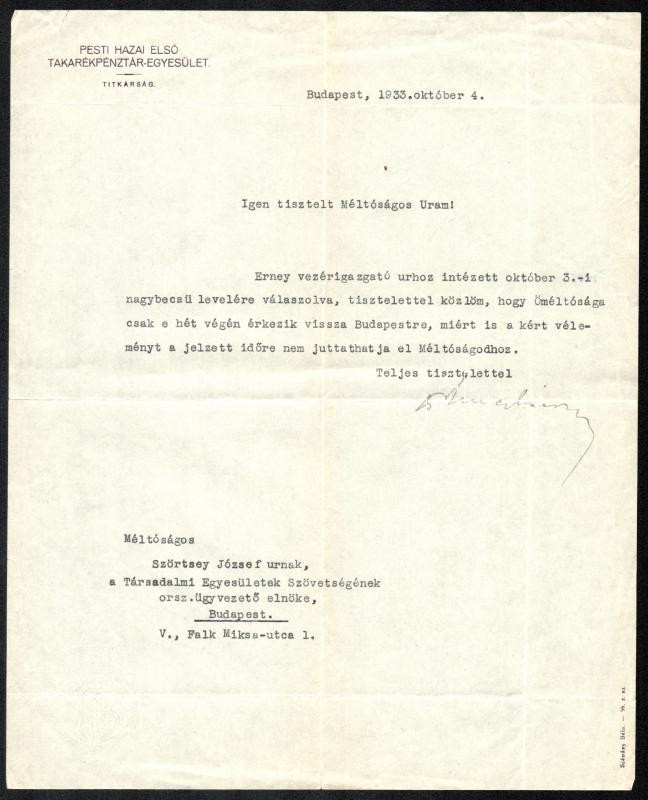 PESTI HAZAI ELSŐ
TAKARÉKPÉNZTÁR-EGYESÜLET.
TITKÁRSÁG.
Budapest, 1933.október 4.
Igen tisztelt Méltóságos Uram!
Erney vezérigazgató urhoz intézett október 3.-i
nagybecsü levelére válaszolva, tisztelettel közlöm, hogy Öméltósága
csak e hét végén érkezik vissza Budapestre, miért is a kért véle-
ményt a jelzett időre nem juttathatja el Méltóságodhoz.
Teljes tisztelettel
Méltóságos
Szörtsey József urnak,
a Társadalmi Egyesületek Szövetségének
orsz.ügyvezető elnöke,
Budapest.
V., Falk Miksa-utca 1.